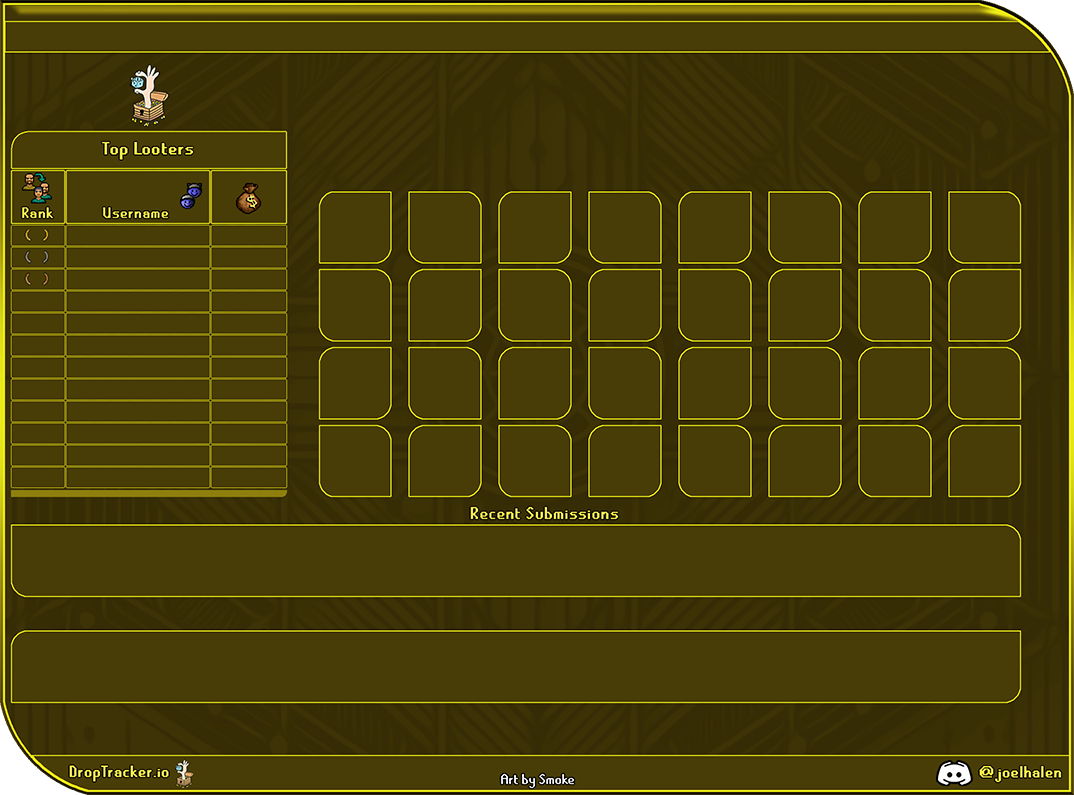 Top Looters
Rank
Username
( )
( )
( )
Recent Submissions
DropTracker.io
Art by Smoke
@joelhalen